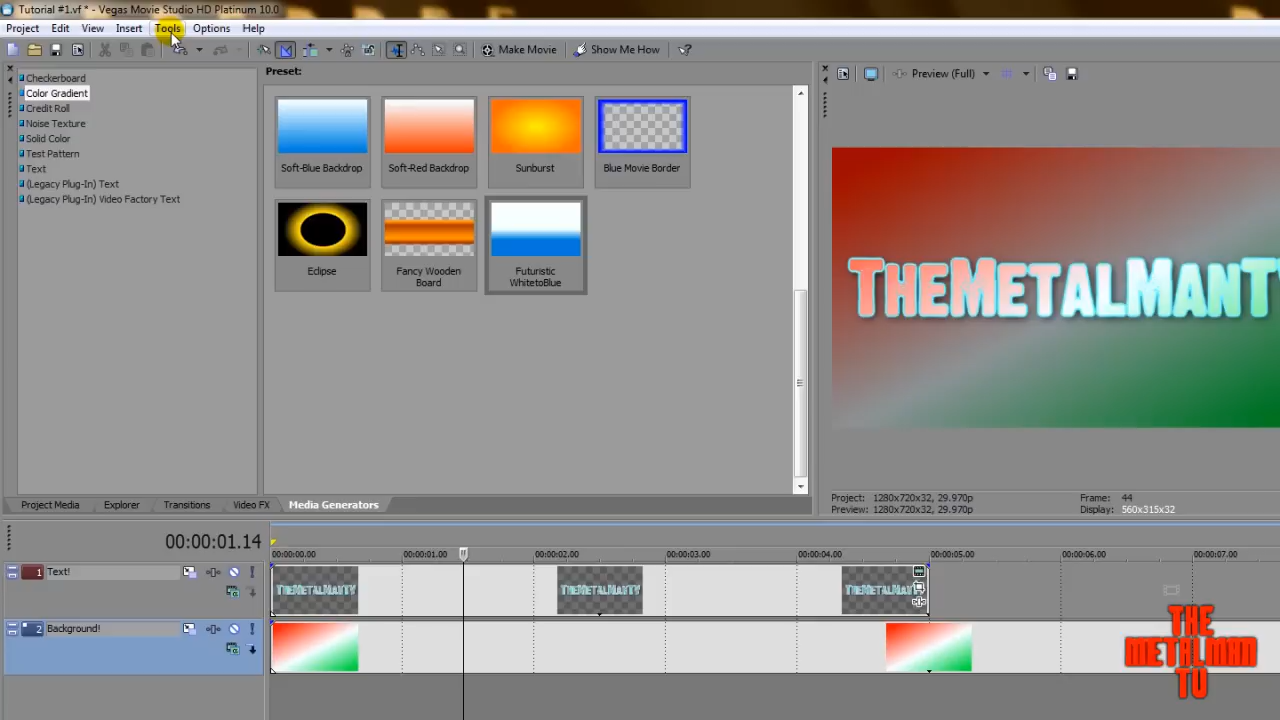 Tutorial #1.vf * - Vegas Movie Studio HD Platinum 10.0
Project Edit View Insert Tools Options Help
Make Movie Show Me How
Checkerboard
Color Gradient
Credit Roll
Noise Texture
Solid Color
Test Pattern
Text
(Legacy Plug-In) Text
(Legacy Plug-In) Video Factory Text
Preset:
Soft-Blue Backdrop
Soft-Red Backdrop
Sunburst
Blue Movie Border
Eclipse
Fancy Wooden
Board
Futuristic
WhitetoBlue
Preview (Full)
TheMetalManTV
Project: 1280x720x32, 29.970p
Preview: 1280x720x32, 29.970p
Frame: 44
Display: 560x315x32
Project Media Explorer Transitions Video FX Media Generators
00:00:01.14
00:00:00.00 00:00:01.00 00:00:02.00 00:00:03.00 00:00:04.00 00:00:05.00 00:00:06.00 00:00:07.00
1 Text!
TheMetalManTV TheMetalManTV TheMetalManTV
2 Background!
THE
METALMAN
TV